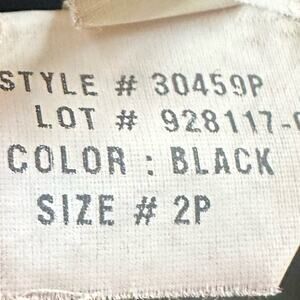 STYLE # 30459P
LOT # 928117-
COLOR : BLACK
SIZE # 2P